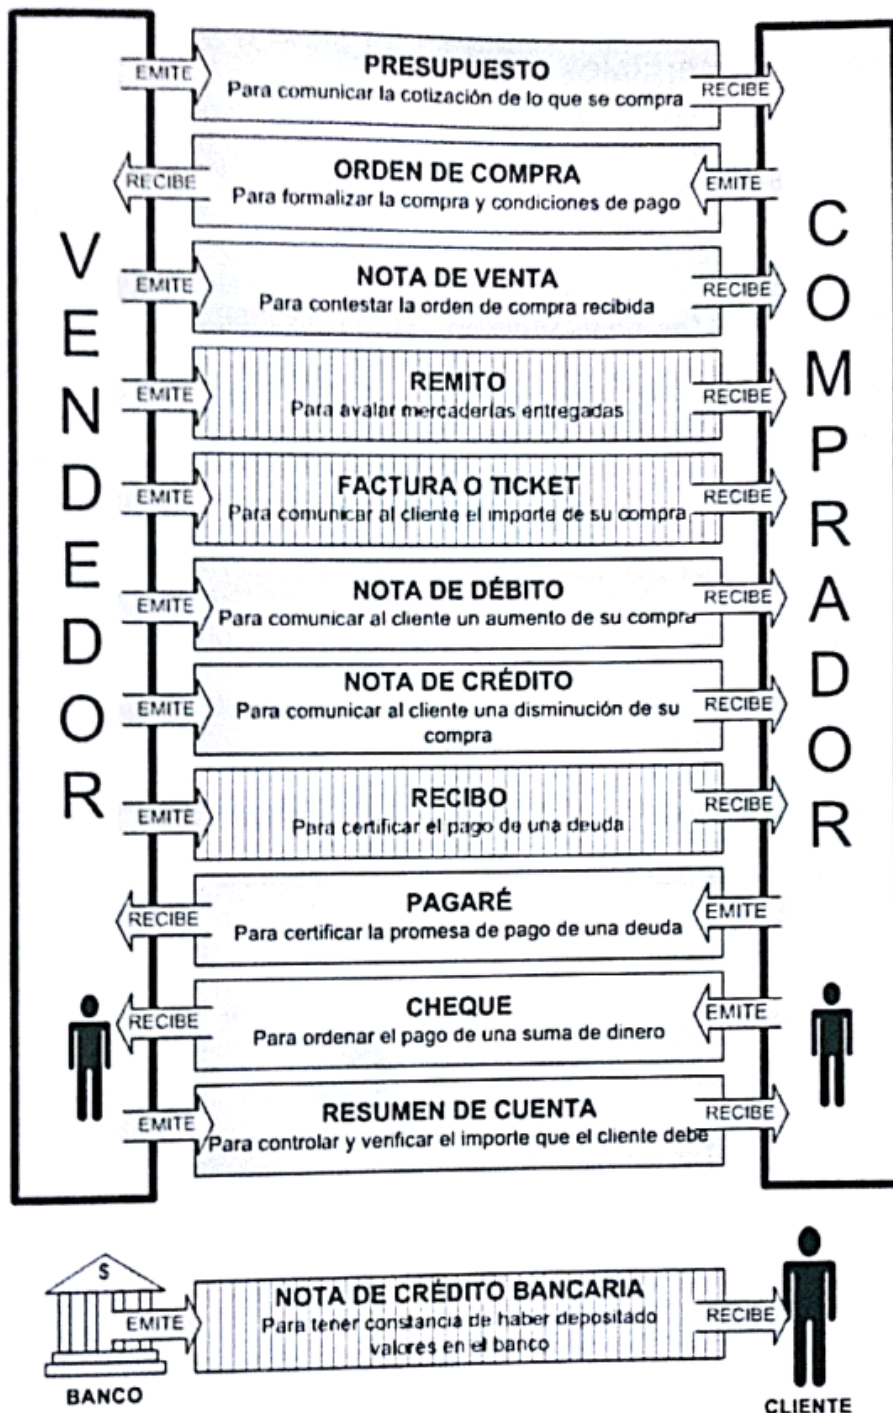 VENDEDOR
COMPRADOR
EMITE
PRESUPUESTO
Para comunicar la cotización de lo que se compra
RECIBE
RECIBE
ORDEN DE COMPRA
Para formalizar la compra y condiciones de pago
EMITE
EMITE
NOTA DE VENTA
Para contestar la orden de compra recibida
RECIBE
EMITE
REMITO
Para avalar mercaderías entregadas
RECIBE
EMITE
FACTURA O TICKET
Para comunicar al cliente el importe de su compra
RECIBE
EMITE
NOTA DE DÉBITO
Para comunicar al cliente un aumento de su compra
RECIBE
EMITE
NOTA DE CRÉDITO
Para comunicar al cliente una disminución de su
compra
RECIBE
EMITE
RECIBO
Para certificar el pago de una deuda
RECIBE
RECIBE
PAGARÉ
Para certificar la promesa de pago de una deuda
EMITE
RECIBE
CHEQUE
Para ordenar el pago de una suma de dinero
EMITE
EMITE
RESUMEN DE CUENTA
Para controlar y verificar el importe que el cliente debe
RECIBE
$
BANCO
EMITE
NOTA DE CRÉDITO BANCARIA
Para tener constancia de haber depositado
valores en el banco
RECIBE
CLIENTE